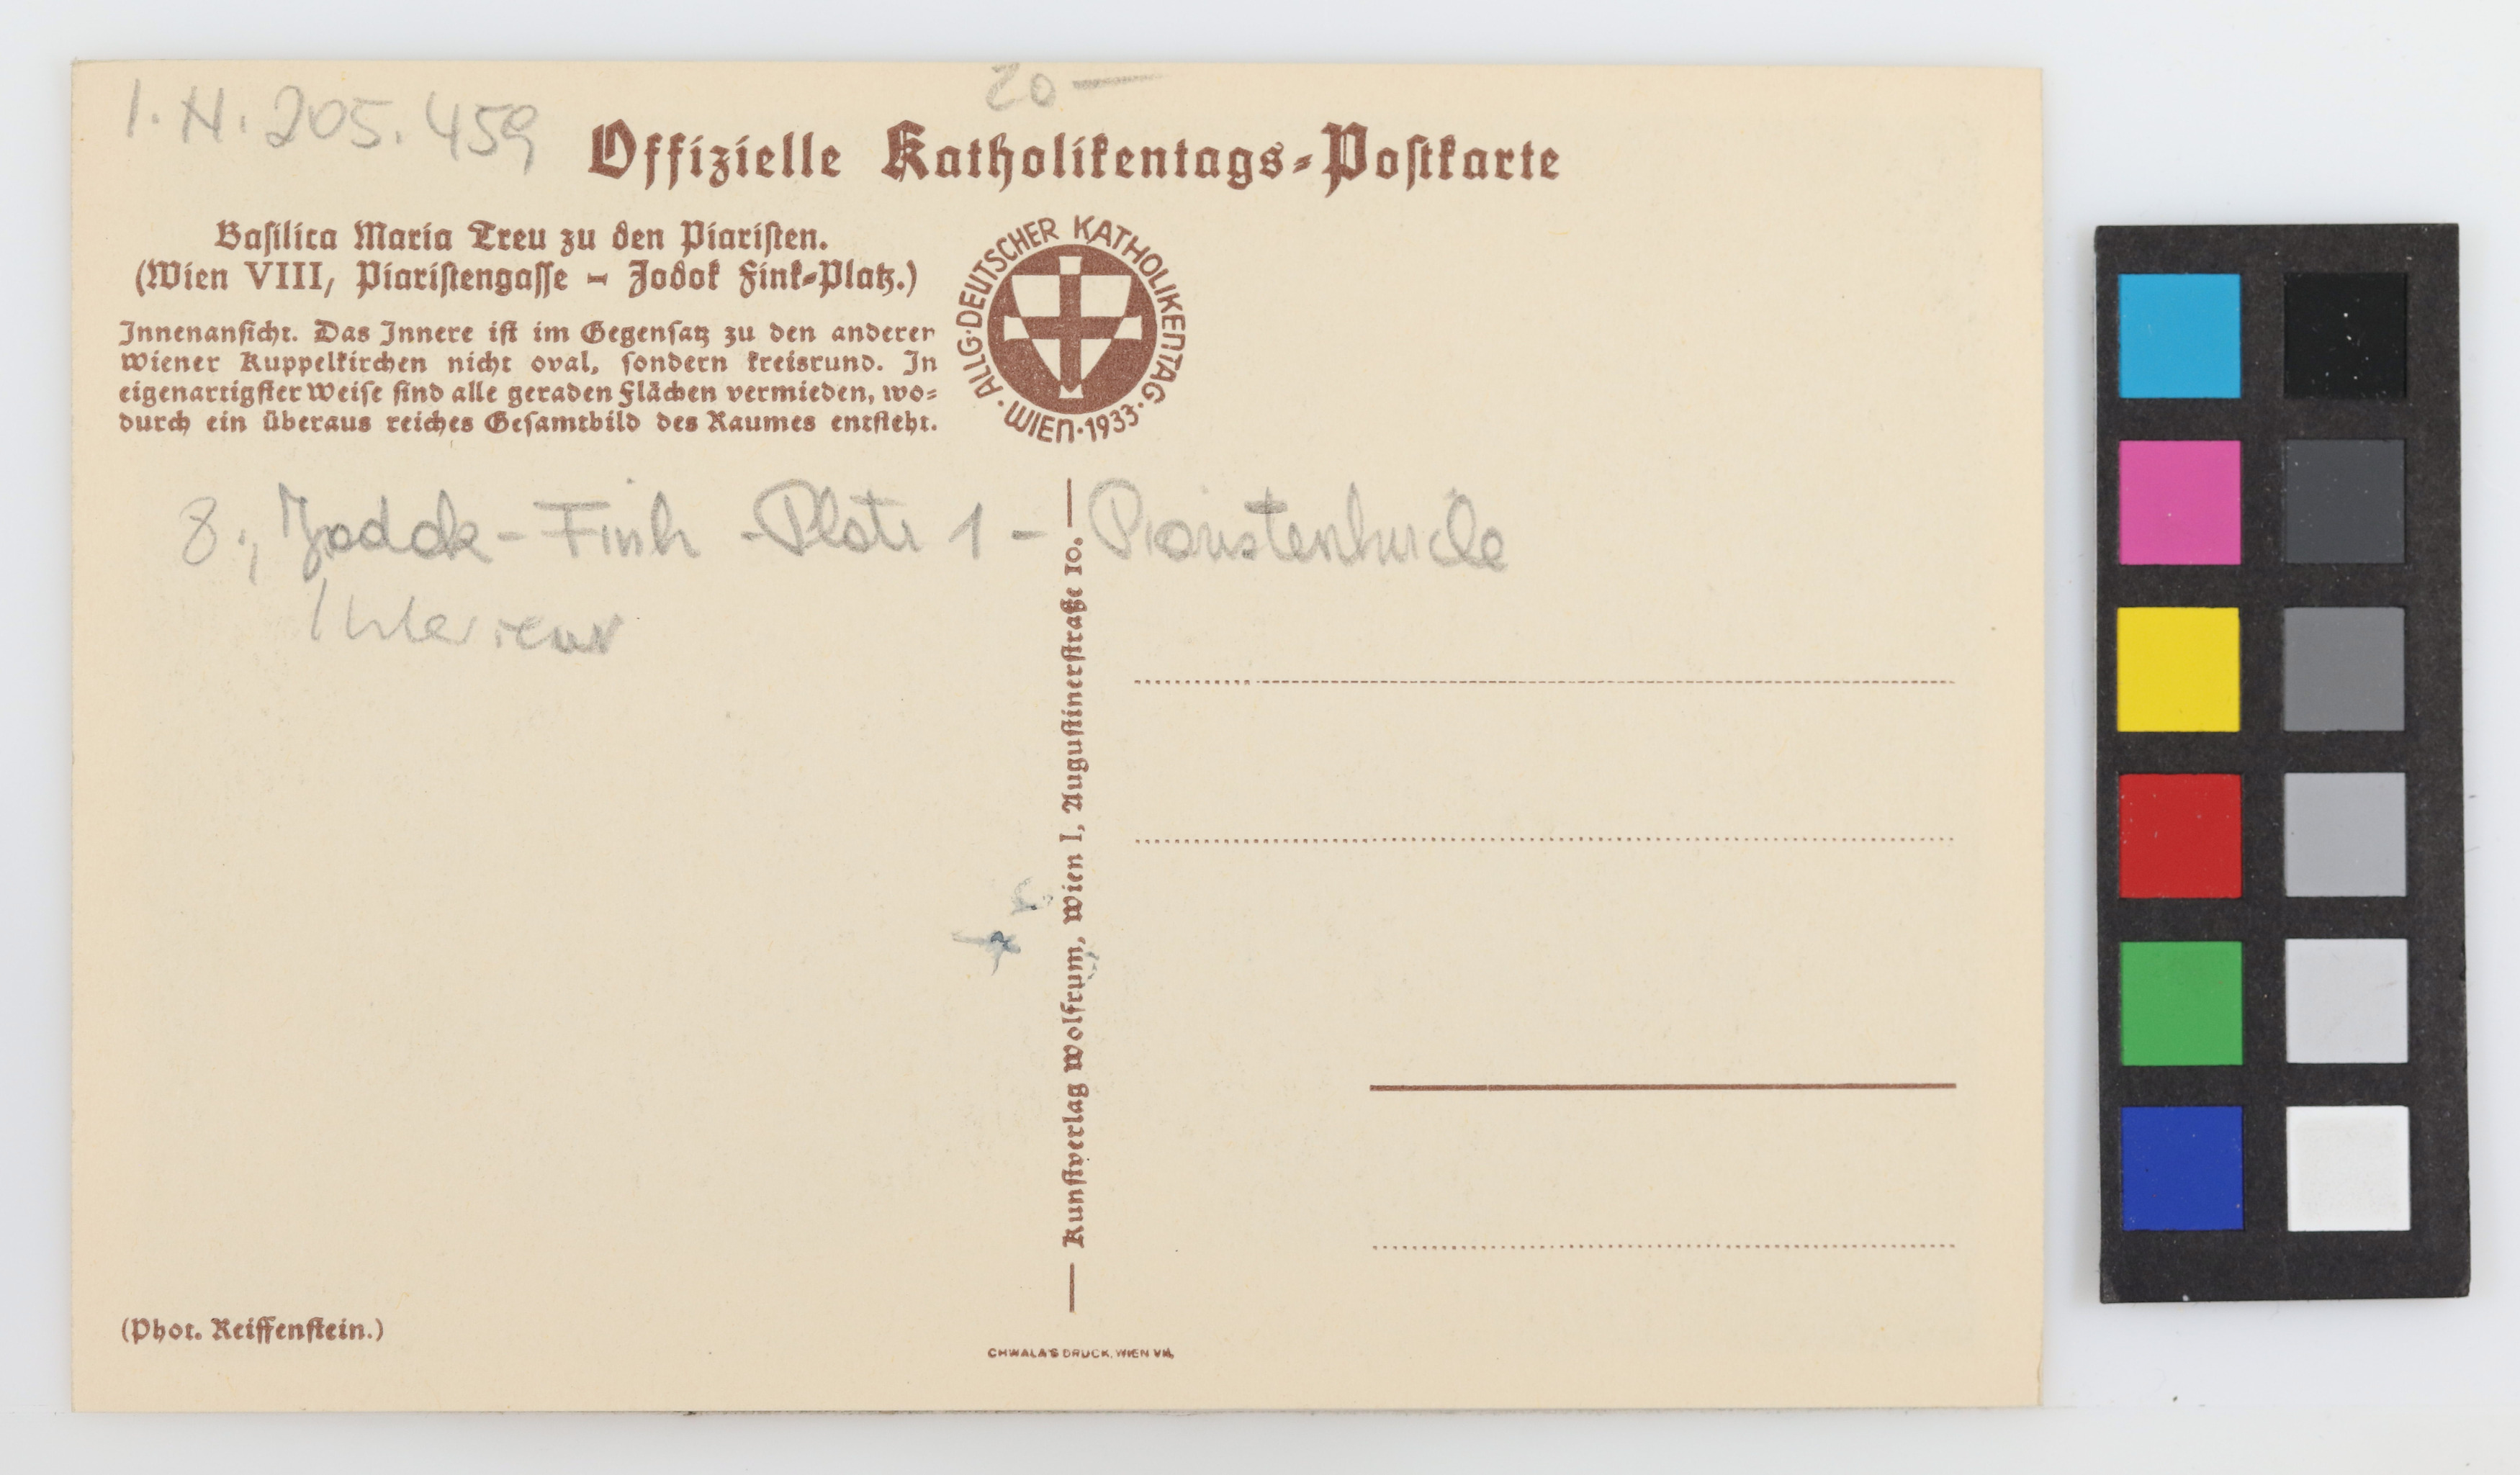 I. N. 205.459
20 —
Offizielle Katholikentags-Postkarte
Basilica Maria Treu zu den Piaristen.
(Wien VIII, Piaristengasse – Jodok Fink-Platz.)
Innenansicht. Das Innere ist im Gegensatz zu den anderen
Wiener Kuppelkirchen nicht oval, sondern kreisrund. In
eigenartigster Weise sind alle geraden Flächen vermieden, wo-
durch ein überaus reiches Gesamtbild des Raumes entsteht.
ALLG. DEUTSCHER KATHOLIKENTAG · WIEN · 1933 ·
8., Jodok-Fink-Platz 1 – Piaristenkirche
Interieur
Kunstverlag Wolfrum, Wien I, Augustinerstraße 10.
(Phot. Reiffenstein.)
CHWALA'S DRUCK, WIEN VII.